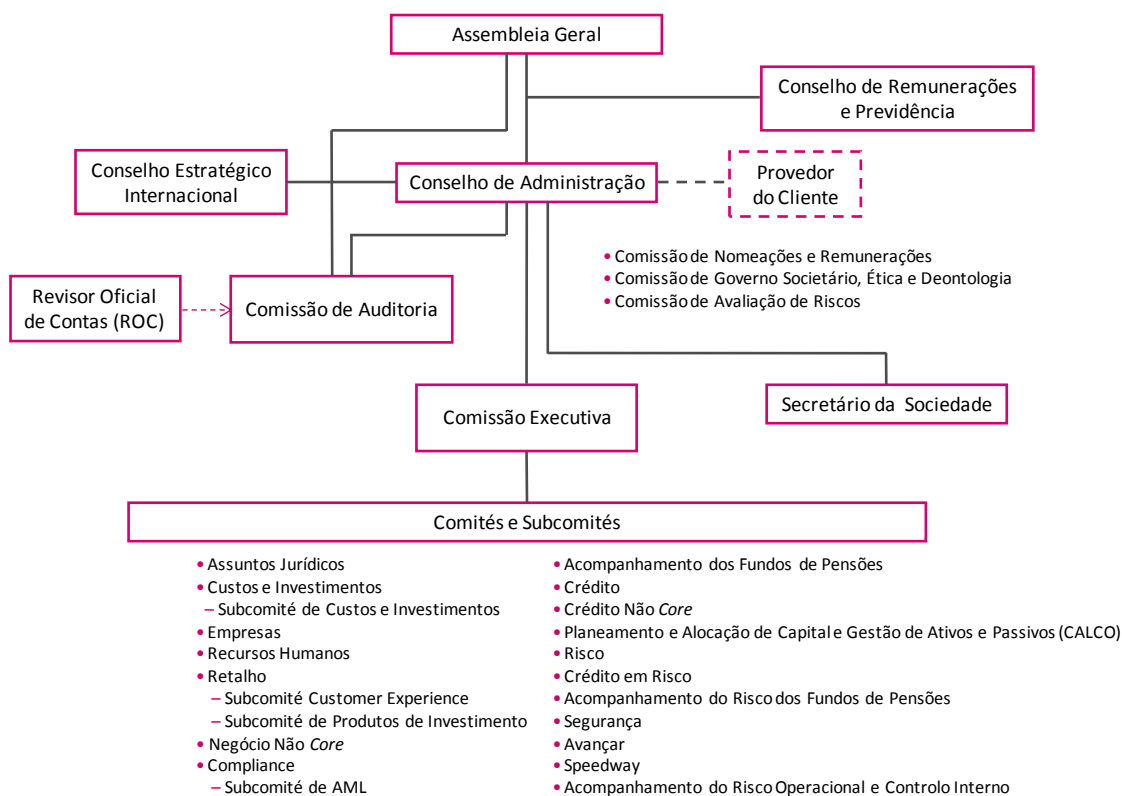 Assembleia Geral
Conselho de Remunerações
e Previdência
Conselho Estratégico
Internacional
Conselho de Administração
Provedor
do Cliente
• Comissão de Nomeações e Remunerações
• Comissão de Governo Societário, Ética e Deontologia
• Comissão de Avaliação de Riscos
Revisor Oficial
de Contas (ROC)
Comissão de Auditoria
Comissão Executiva
Secretário da Sociedade
Comités e Subcomités
• Assuntos Jurídicos
• Custos e Investimentos
– Subcomité de Custos e Investimentos
• Empresas
• Recursos Humanos
• Retalho
– Subcomité Customer Experience
– Subcomité de Produtos de Investimento
• Negócio Não Core
• Compliance
– Subcomité de AML
• Acompanhamento dos Fundos de Pensões
• Crédito
• Crédito Não Core
• Planeamento e Alocação de Capital e Gestão de Ativos e Passivos (CALCO)
• Risco
• Crédito em Risco
• Acompanhamento do Risco dos Fundos de Pensões
• Segurança
• Avançar
• Speedway
• Acompanhamento do Risco Operacional e Controlo Interno